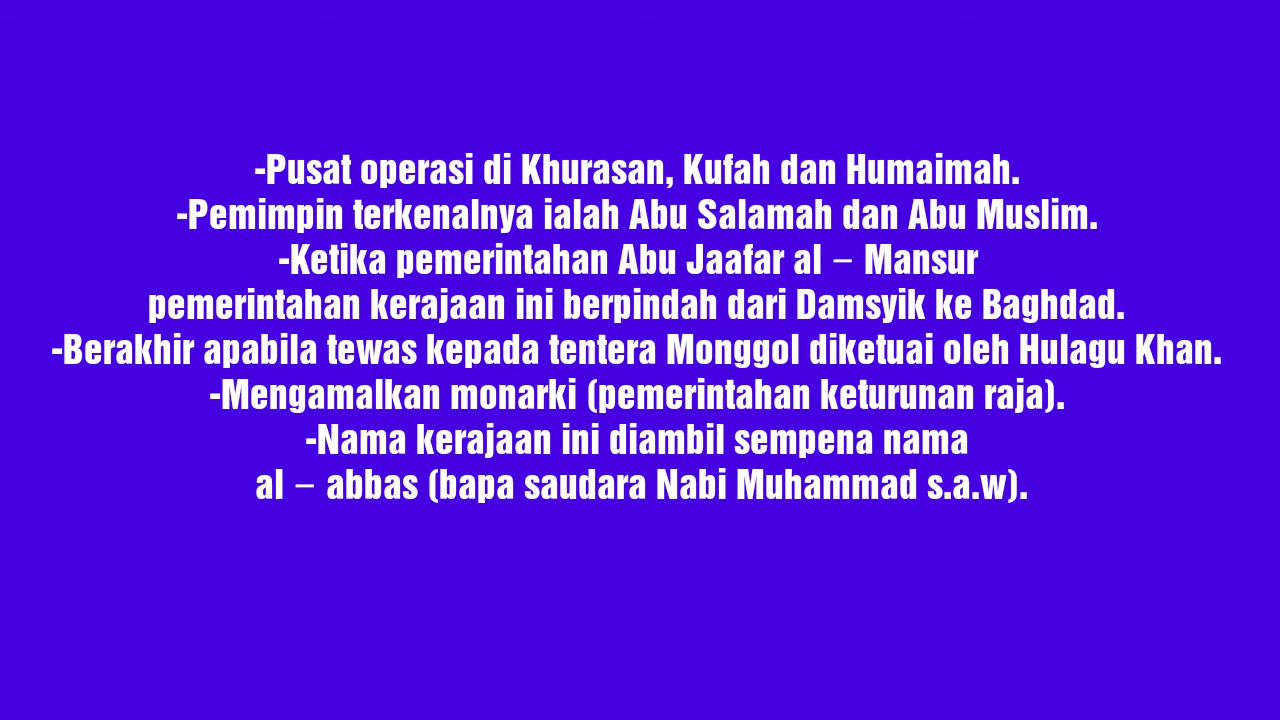 -Pusat operasi di Khurasan, Kufah dan Humaimah.
-Pemimpin terkenalnya ialah Abu Salamah dan Abu Muslim.
-Ketika pemerintahan Abu Jaafar al – Mansur
pemerintahan kerajaan ini berpindah dari Damsyik ke Baghdad.
-Berakhir apabila tewas kepada tentera Monggol diketuai oleh Hulagu Khan.
-Mengamalkan monarki (pemerintahan keturunan raja).
-Nama kerajaan ini diambil sempena nama
al – abbas (bapa saudara Nabi Muhammad s.a.w).